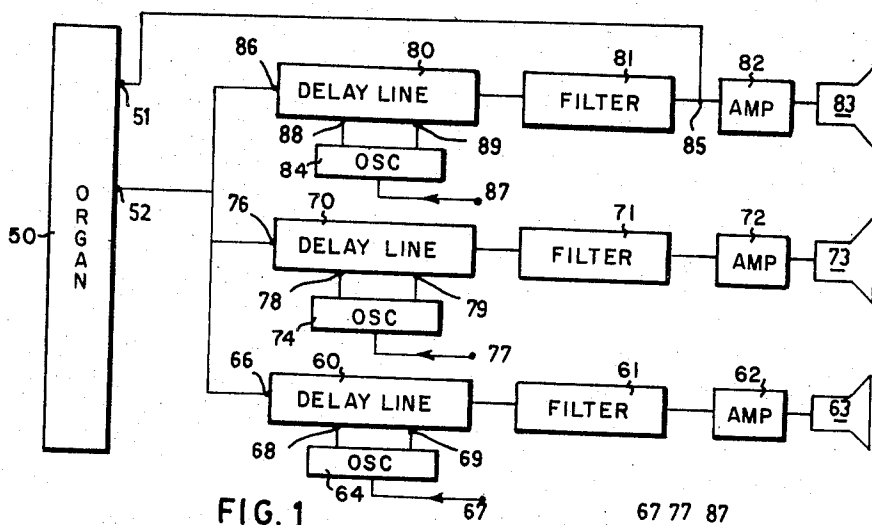 80
81
82
86
DELAY LINE
FILTER
AMP
83
51
88
89
85
84
OSC
52
87
ORGAN
50
76
70
71
72
DELAY LINE
FILTER
AMP
73
78
79
74
OSC
77
66
60
61
62
DELAY LINE
FILTER
AMP
63
68
69
OSC
64
67
FIG. 1
67 77 87